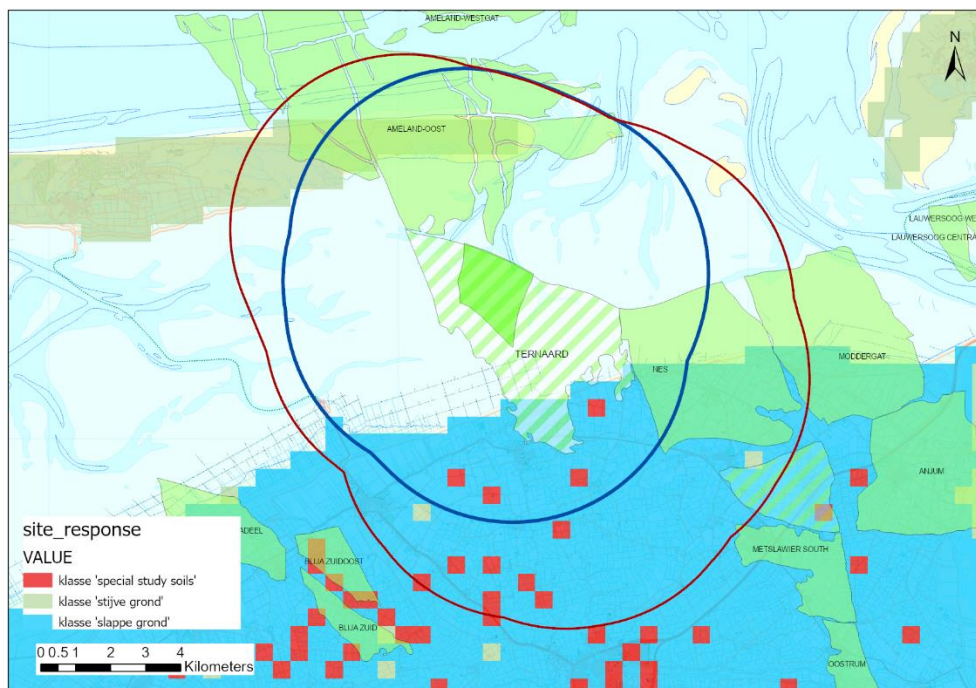 AMELAND-WESTGAT
N
AMELAND-OOST
LAUWERSOOG-WE
LAUWERSOOG CENTRA
TERNAARD
MODDERGAT
NES
ANJUM
site_response
VALUE
ADEEL
METSLAWIER SOUTH
BLIJA ZUIDOOST
klasse 'special study soils'
klasse 'stijve grond'
klasse 'slappe grond'
BLIJA ZUID
0 0.5 1 2 3 4
Kilometers
OOSTRUM